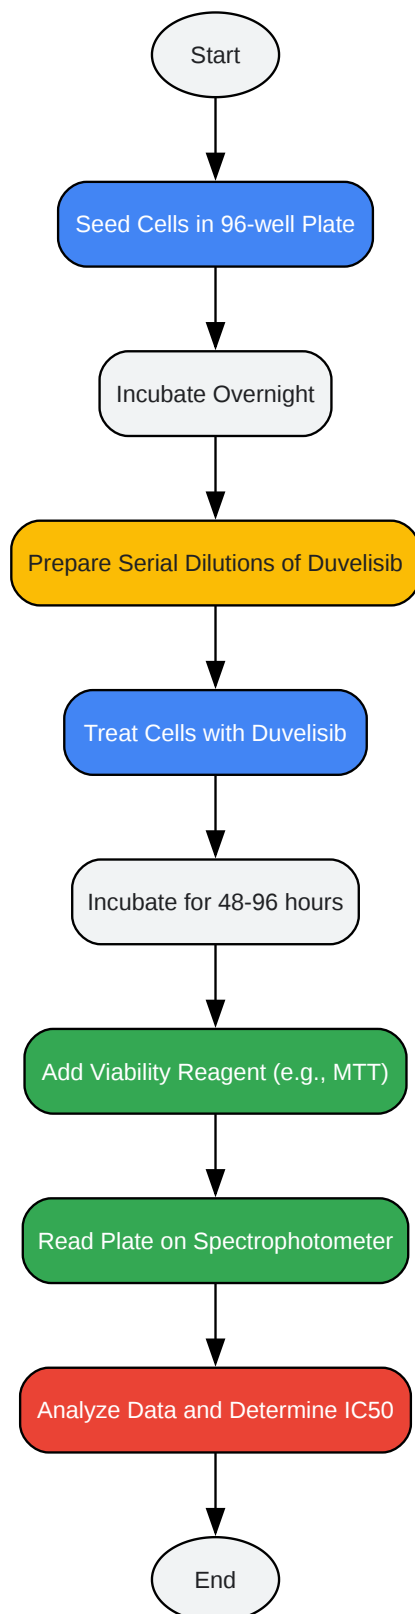 Start
Seed Cells in 96-well Plate
Incubate Overnight
Prepare Serial Dilutions of Duvelisib
Treat Cells with Duvelisib
Incubate for 48-96 hours
Add Viability Reagent (e.g., MTT)
Read Plate on Spectrophotometer
Analyze Data and Determine IC50
End